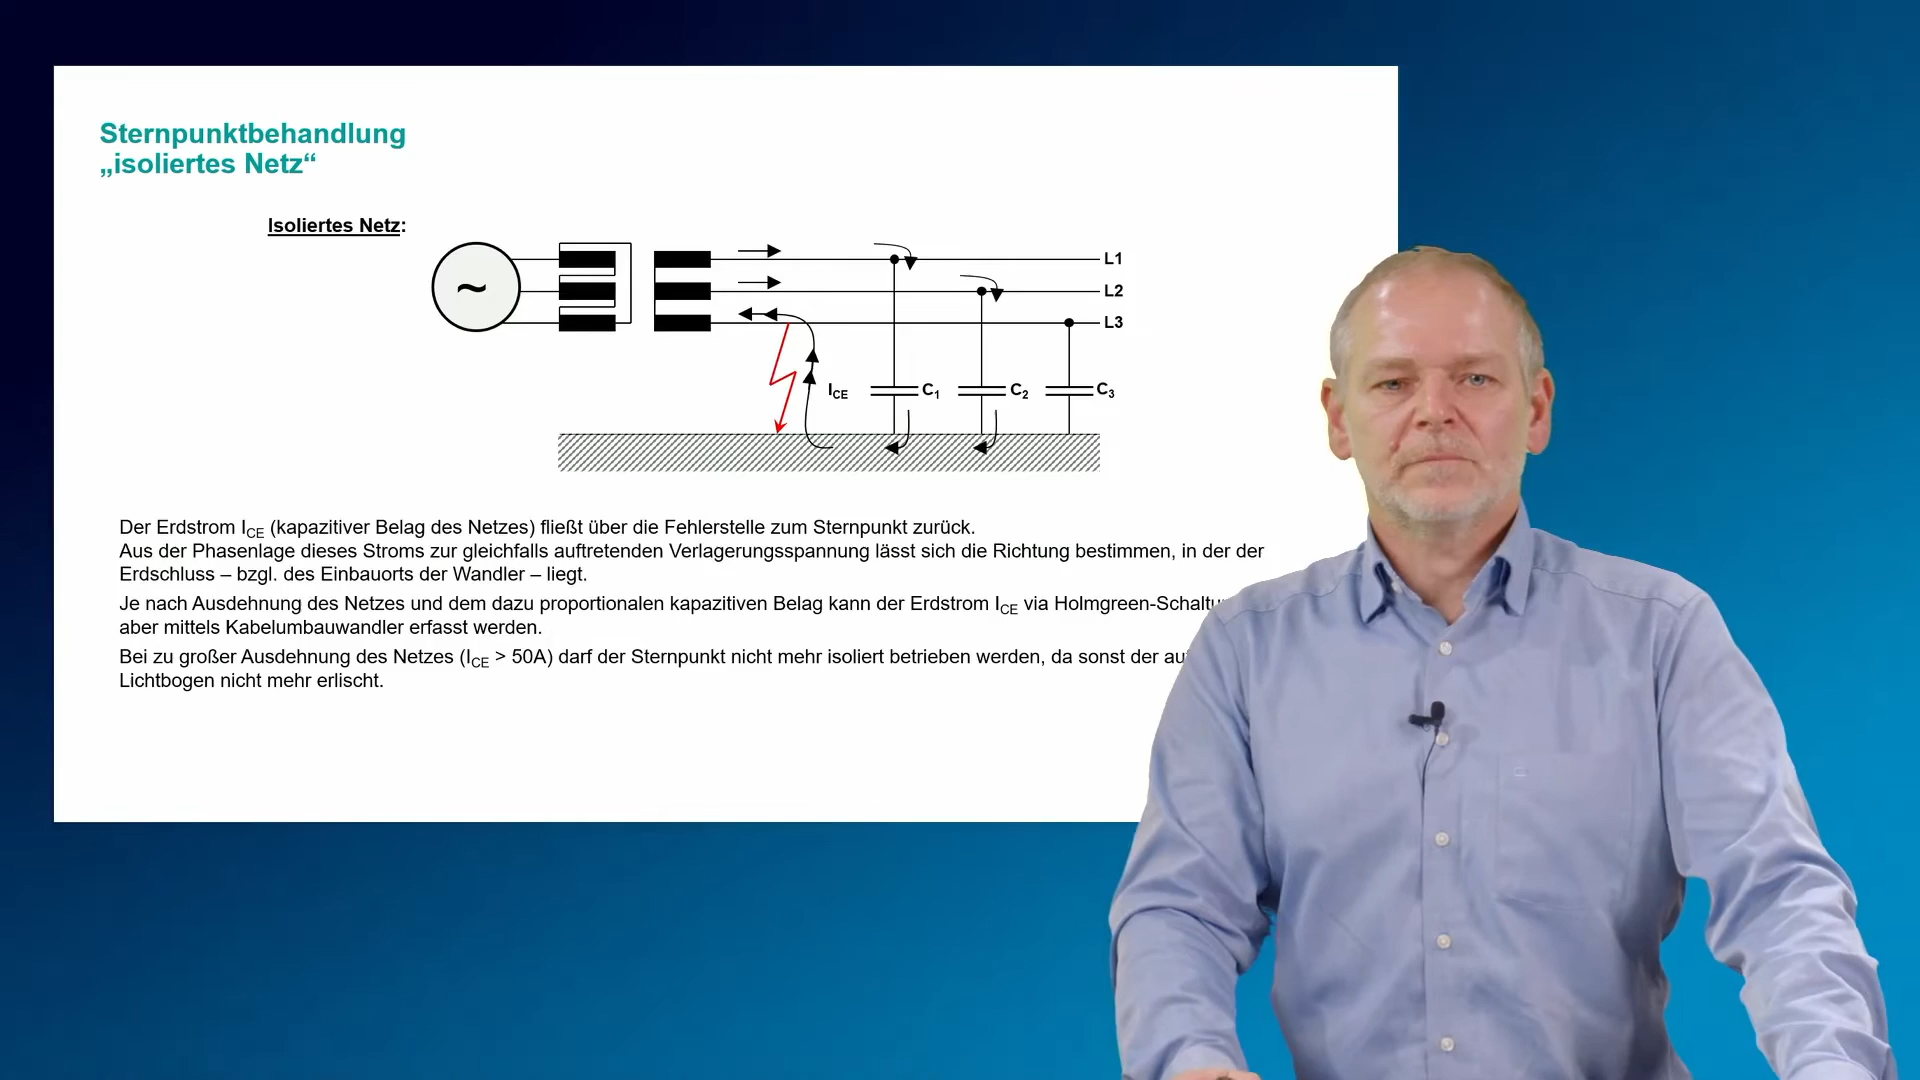 Sternpunktbehandlung
„isoliertes Netz“
Isoliertes Netz:
L1
L2
L3
~
ICE
C1
C2
C3
Der Erdstrom ICE (kapazitiver Belag des Netzes) fließt über die Fehlerstelle zum Sternpunkt zurück.
Aus der Phasenlage dieses Stroms zur gleichfalls auftretenden Verlagerungsspannung lässt sich die Richtung bestimmen, in der der
Erdschluss – bzgl. des Einbauorts der Wandler – liegt.
Je nach Ausdehnung des Netzes und dem dazu proportionalen kapazitiven Belag kann der Erdstrom ICE via
aber mittels Kabelumbauwandler erfasst werden.
Bei zu großer Ausdehnung des Netzes (ICE > 50A) darf der Sternpunkt nicht mehr isoliert betrieben werden, da sonst der
Lichtbogen nicht mehr erlischt.